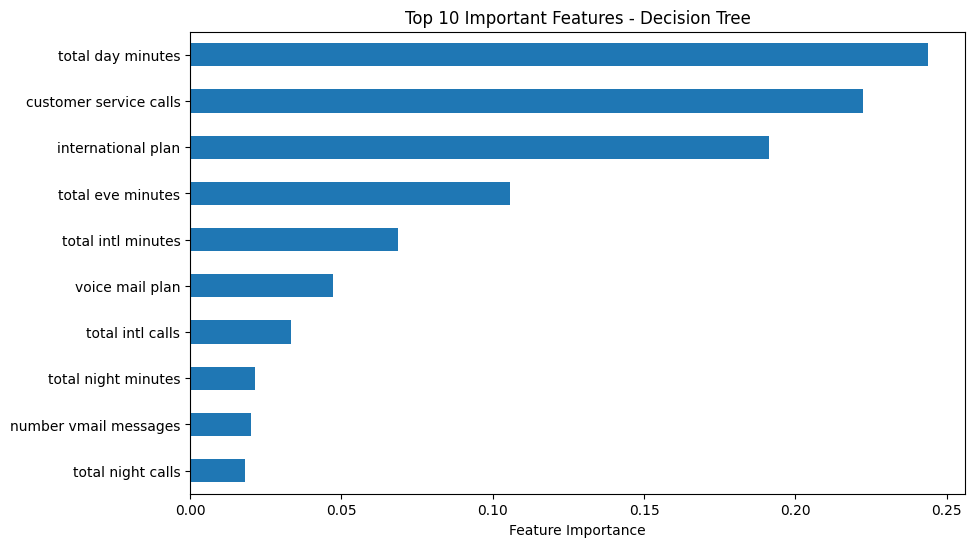 Top 10 Important Features - Decision Tree
total day minutes
customer service calls
international plan
total eve minutes
total intl minutes
voice mail plan
total intl calls
total night minutes
number vmail messages
total night calls
0.00 0.05 0.10 0.15 0.20 0.25
Feature Importance